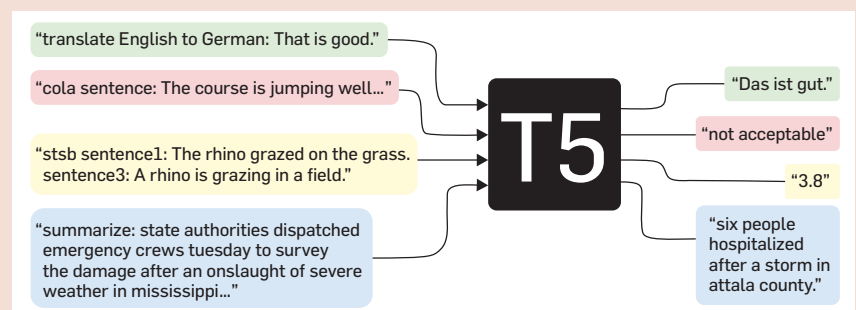 “translate English to German: That is good.”
“cola sentence: The course is jumping well...”
“stsb sentence1: The rhino grazed on the grass.
sentence3: A rhino is grazing in a field.”
“summarize: state authorities dispatched
emergency crews tuesday to survey
the damage after an onslaught of severe
weather in mississippi...”
T5
“Das ist gut.”
“not acceptable”
“3.8”
“six people
hospitalized
after a storm in
attala county.”